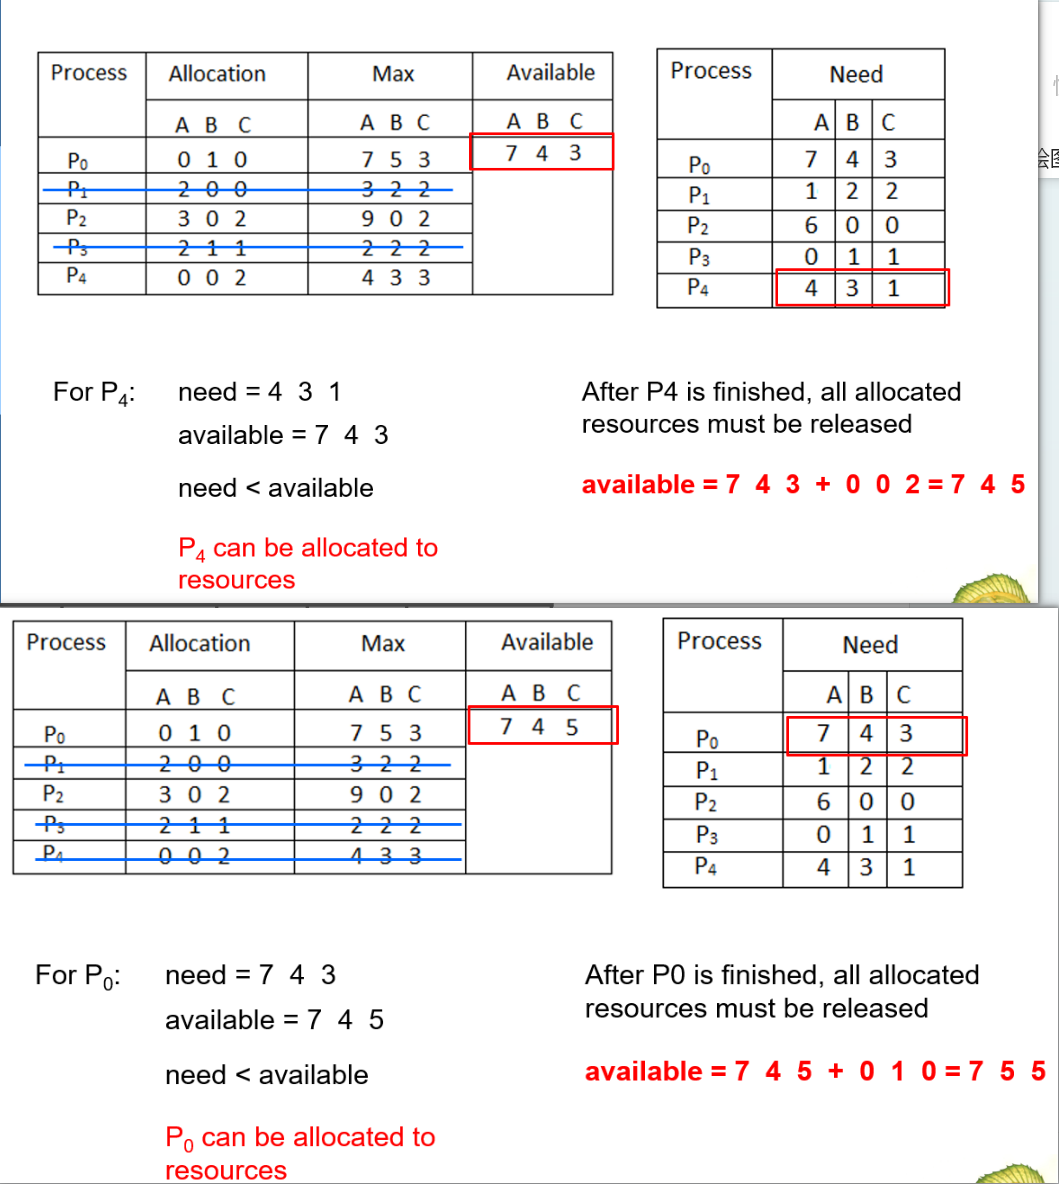 Process Allocation Max Available
A B C A B C A B C
P0 0 1 0 7 5 3 7 4 3
P1 2 0 0 3 2 2
P2 3 0 2 9 0 2
P3 2 1 1 2 2 2
P4 0 0 2 4 3 3
Process Need
A B C
P0 7 4 3
P1 1 2 2
P2 6 0 0
P3 0 1 1
P4 4 3 1
For P4: need = 4 3 1
available = 7 4 3
need < available
P4 can be allocated to
resources
After P4 is finished, all allocated
resources must be released
available = 7 4 3 + 0 0 2 = 7 4 5
Process Allocation Max Available
A B C A B C A B C
P0 0 1 0 7 5 3 7 4 5
P1 2 0 0 3 2 2
P2 3 0 2 9 0 2
P3 2 1 1 2 2 2
P4 0 0 2 4 3 3
Process Need
A B C
P0 7 4 3
P1 1 2 2
P2 6 0 0
P3 0 1 1
P4 4 3 1
For P0: need = 7 4 3
available = 7 4 5
need < available
P0 can be allocated to
resources
After P0 is finished, all allocated
resources must be released
available = 7 4 5 + 0 1 0 = 7 5 5